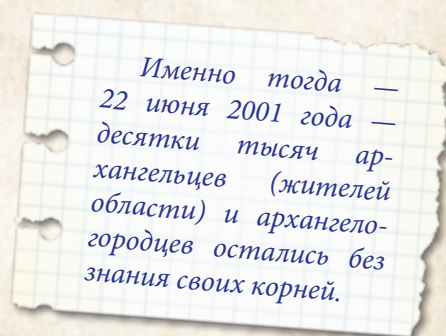 Именно тогда —
22 июня 2001 года —
десятки тысяч ар-
хангельцев (жителей
области) и архангело-
городцев остались без
знания своих корней.